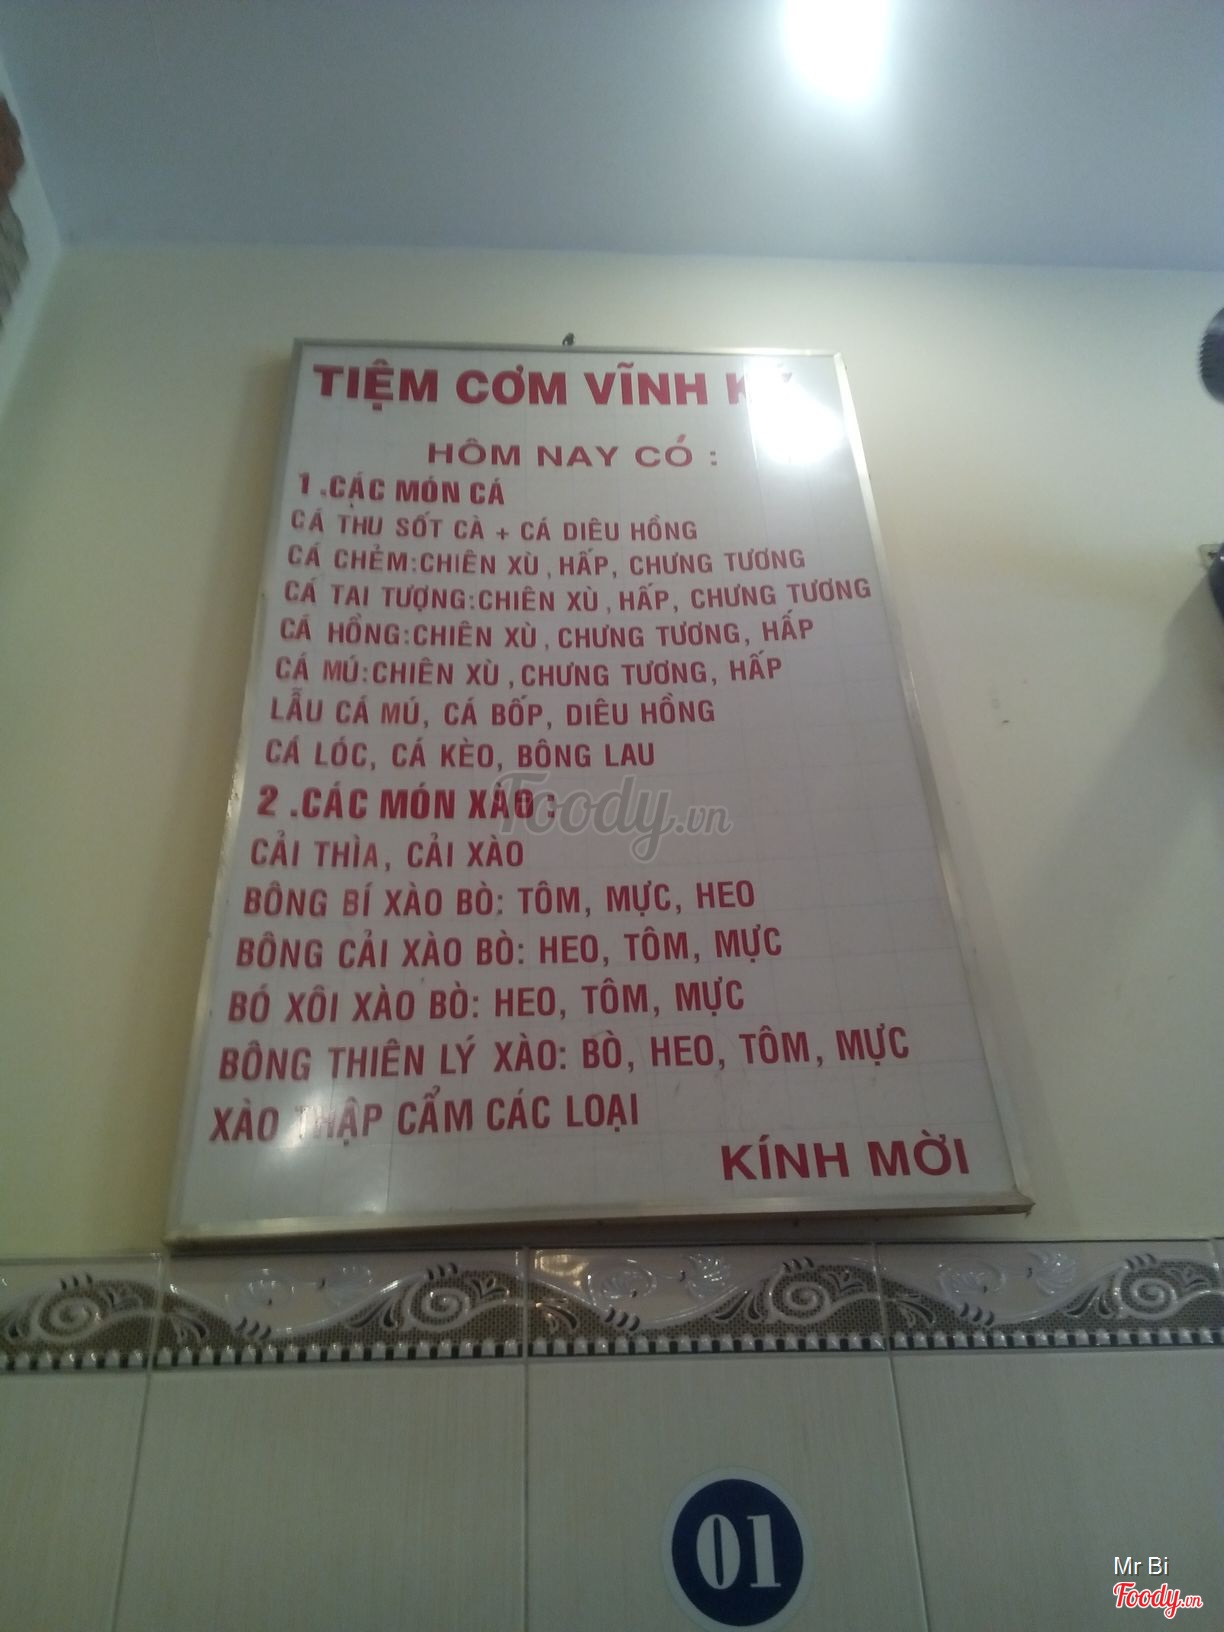 TIỆM CƠM VĨNH
HÔM NAY CÓ :
1 .CÁC MÓN CÁ
CÁ THU SỐT CÀ + CÁ DIÊU HỒNG
CÁ CHẺM:CHIÊN XÙ, HẤP, CHƯNG TƯƠNG
CÁ TAI TƯỢNG:CHIÊN XÙ, HẤP, CHƯNG TƯƠNG
CÁ HỒNG:CHIÊN XÙ, CHƯNG TƯƠNG, HẤP
CÁ MÚ:CHIÊN XÙ, CHƯNG TƯƠNG, HẤP
LẪU CÁ MÚ, CÁ BỐP, DIÊU HỒNG
CÁ LÓC, CÁ KÈO, BÔNG LAU
2 .CÁC MÓN XÀO :
CẢI THÌA, CẢI XÀO
BÔNG BÍ XÀO BÒ: TÔM, MỰC, HEO
BÔNG CẢI XÀO BÒ: HEO, TÔM, MỰC
BÓ XÔI XÀO BÒ: HEO, TÔM, MỰC
BÔNG THIÊN LÝ XÀO: BÒ, HEO, TÔM, MỰC
XÀO THẬP CẨM CÁC LOẠI
KÍNH MỜI
Foody.vn
01
Mr Bi
Foody.vn